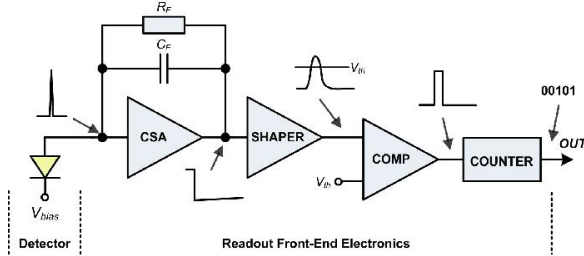 R_F
C_F
V_th
CSA
SHAPER
COMP
COUNTER
00101
OUT
V_th
V_bias
Detector
Readout Front-End Electronics